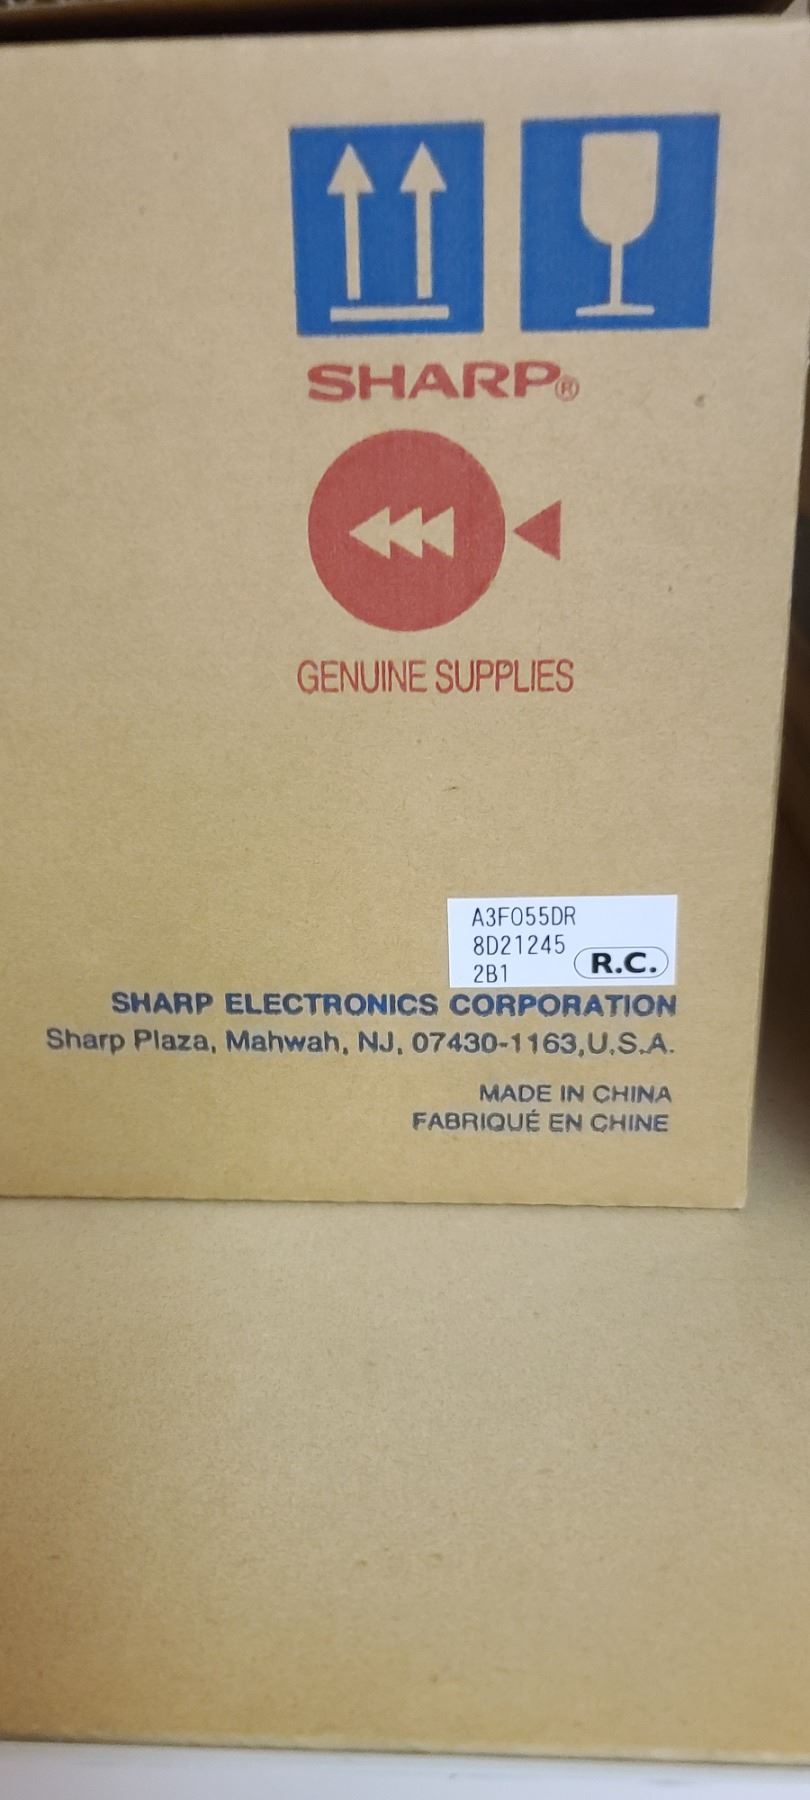 SHARP®
GENUINE SUPPLIES
A3F055DR
8D21245
2B1 R.C.
SHARP ELECTRONICS CORPORATION
Sharp Plaza, Mahwah, NJ, 07430-1163,U.S.A.
MADE IN CHINA
FABRIQUÉ EN CHINE